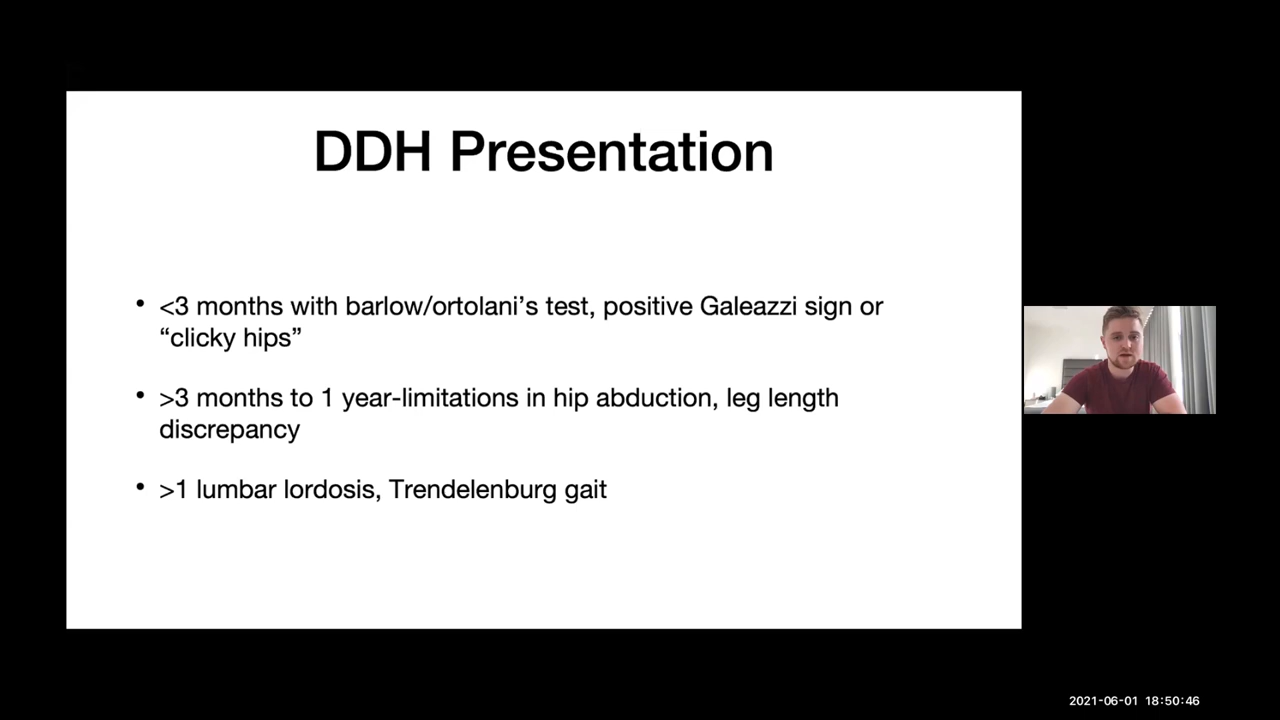 DDH Presentation
• <3 months with barlow/ortolani’s test, positive Galeazzi sign or
“clicky hips”
• >3 months to 1 year-limitations in hip abduction, leg length
discrepancy
• >1 lumbar lordosis, Trendelenburg gait
2021-06-01 18:50:46